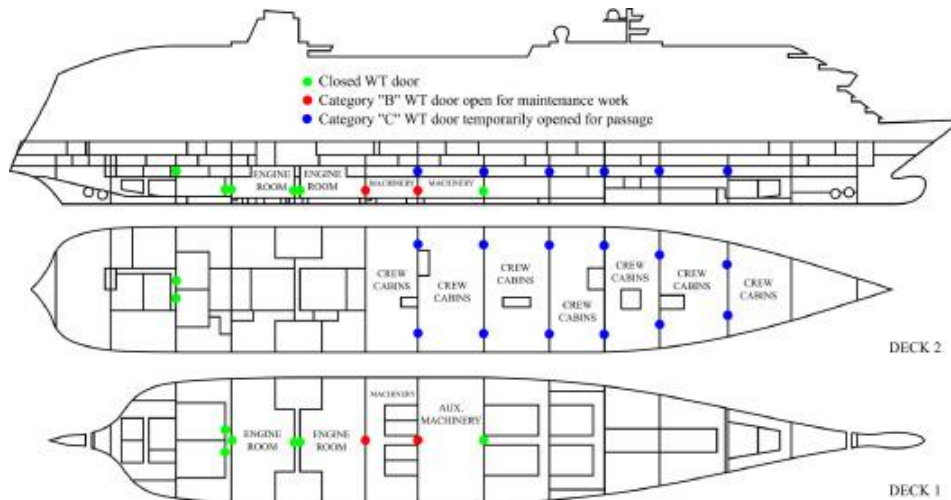 Closed WT door
Category "B" WT door open for maintenance work
Category "C" WT door temporarily opened for passage
ENGINE
ROOM
ENGINE
ROOM
MACHINERY
MACHINERY
CREW
CABINS
CREW
CABINS
CREW
CABINS
CREW
CABINS
CREW
CABINS
CREW
CABINS
CREW
CABINS
DECK 2
ENGINE
ROOM
ENGINE
ROOM
MACHINERY
AUX.
MACHINERY
DECK 1